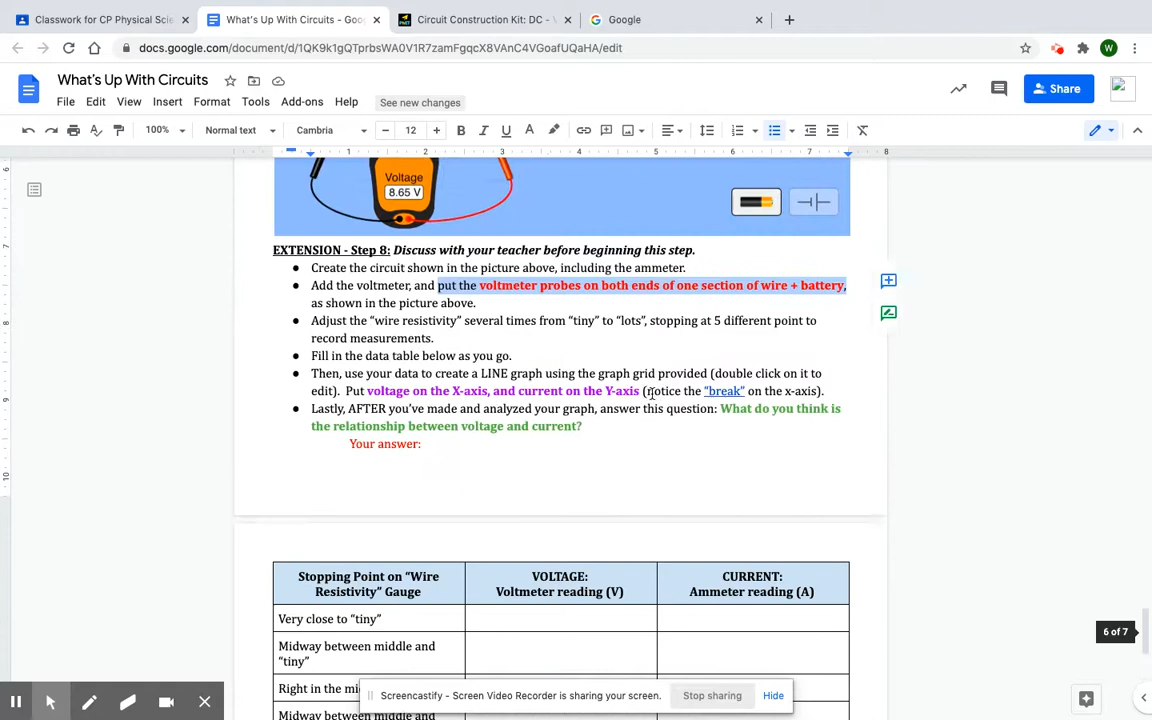 Classwork for CP Physical Scie
What's Up With Circuits - Goo
Circuit Construction Kit: DC - V
Google
docs.google.com/document/d/1QK9k1gQTprbsWA0V1R7zamFgqcX8VAnC4VGoafUQaHA/edit
W
What's Up With Circuits
File Edit View Insert Format Tools Add-ons Help See new changes
Share
100% Normal text Cambria 12 B I U A
1 2 3 4 5 6 7 8
Voltage
8.65 V
EXTENSION - Step 8: Discuss with your teacher before beginning this step.
● Create the circuit shown in the picture above, including the ammeter.
● Add the voltmeter, and put the voltmeter probes on both ends of one section of wire + battery,
as shown in the picture above.
● Adjust the "wire resistivity" several times from "tiny" to "lots", stopping at 5 different point to
record measurements.
● Fill in the data table below as you go.
● Then, use your data to create a LINE graph using the graph grid provided (double click on it to
edit). Put voltage on the X-axis, and current on the Y-axis (notice the "break" on the x-axis).
● Lastly, AFTER you've made and analyzed your graph, answer this question: What do you think is
the relationship between voltage and current?
Your answer:
Stopping Point on "Wire
Resistivity" Gauge
VOLTAGE:
Voltmeter reading (V)
CURRENT:
Ammeter reading (A)
Very close to "tiny"
Midway between middle and
"tiny"
Right in the mi
Midway between middle and
6 of 7
Screencastify - Screen Video Recorder is sharing your screen.
Stop sharing
Hide